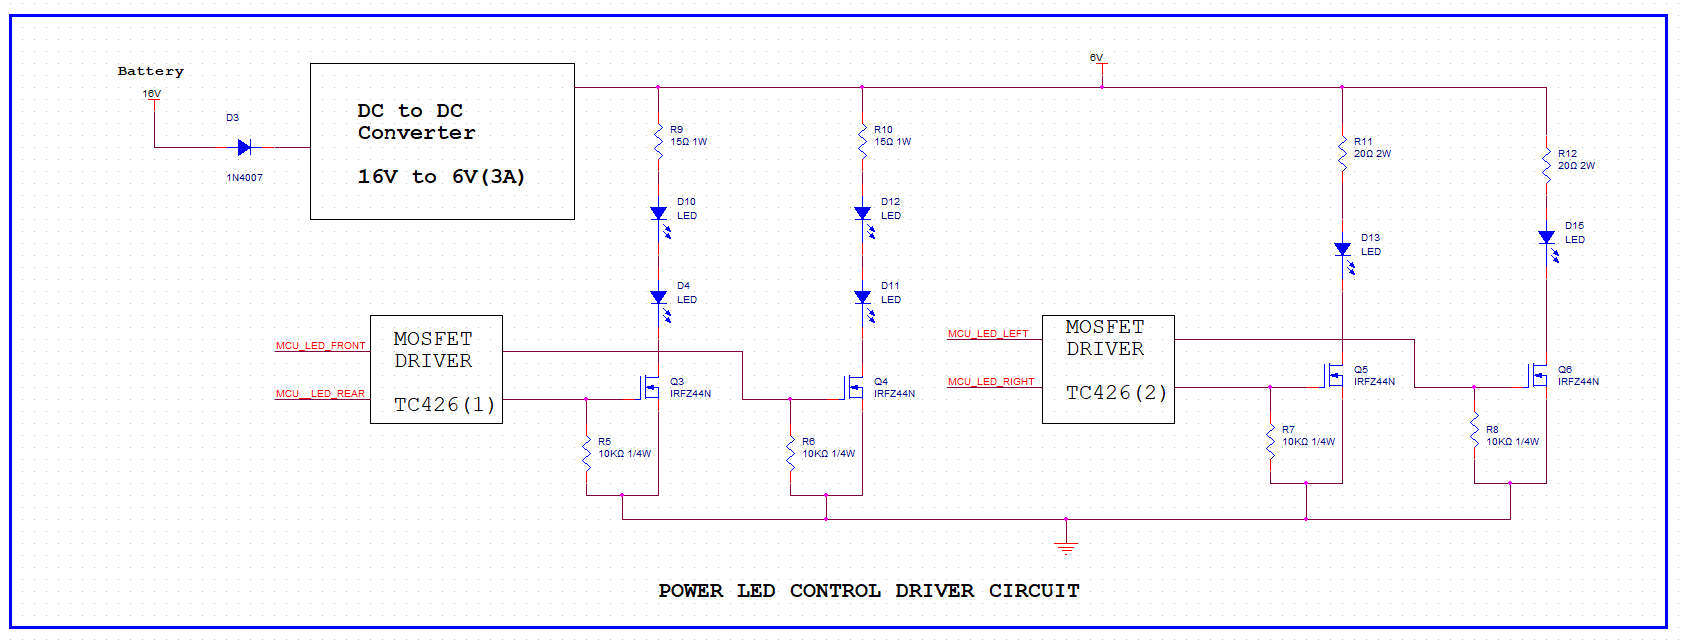 Battery
16V
D3
1N4007
DC to DC
Converter
16V to 6V(3A)
6V
R9
15Ω 1W
R10
15Ω 1W
R11
20Ω 2W
R12
20Ω 2W
D10
LED
D12
LED
D13
LED
D15
LED
D4
LED
D11
LED
MCU_LED_FRONT
MCU__LED_REAR
MOSFET
DRIVER
TC426(1)
Q3
IRFZ44N
Q4
IRFZ44N
MCU_LED_LEFT
MCU_LED_RIGHT
MOSFET
DRIVER
TC426(2)
Q5
IRFZ44N
Q6
IRFZ44N
R5
10KΩ 1/4W
R6
10KΩ 1/4W
R7
10KΩ 1/4W
R8
10KΩ 1/4W
POWER LED CONTROL DRIVER CIRCUIT